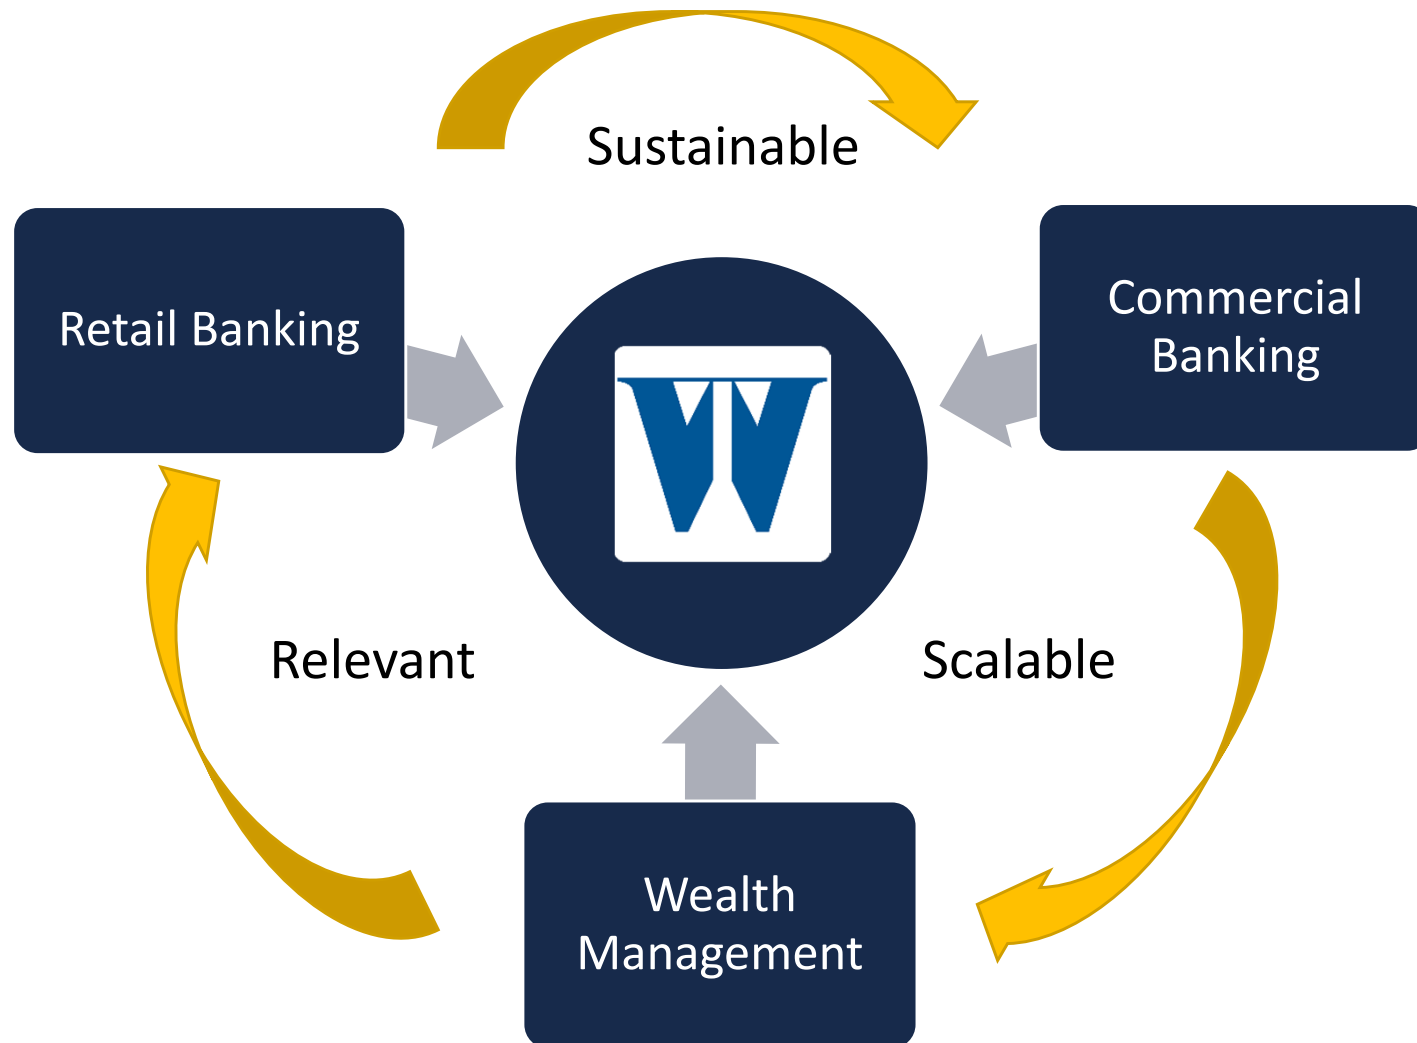 Sustainable
Retail Banking
Commercial
Banking
W
Relevant
Scalable
Wealth
Management